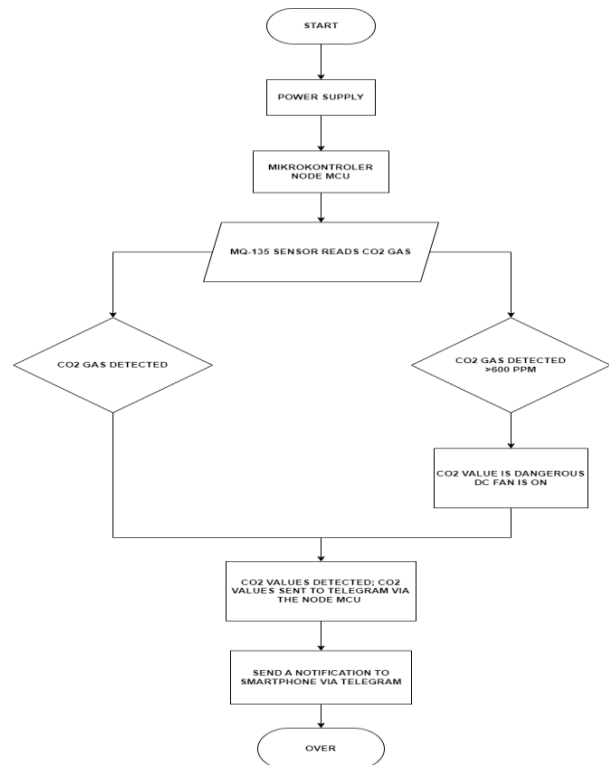 START
POWER SUPPLY
MIKROKONTROLER
NODE MCU
MQ-135 SENSOR READS CO2 GAS
CO2 GAS DETECTED
CO2 GAS DETECTED
>600 PPM
CO2 VALUE IS DANGEROUS
DC FAN IS ON
CO2 VALUES DETECTED; CO2
VALUES SENT TO TELEGRAM VIA
THE NODE MCU
SEND A NOTIFICATION TO
SMARTPHONE VIA TELEGRAM
OVER